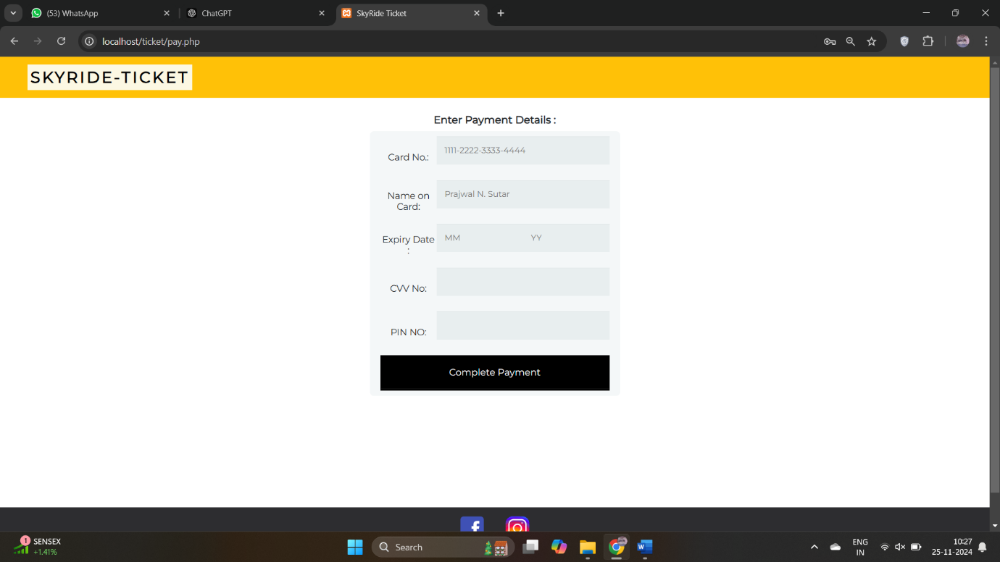 (53) WhatsApp
ChatGPT
SkyRide Ticket
localhost/ticket/pay.php
SKYRIDE-TICKET
Enter Payment Details :
Card No.: 1111-2222-3333-4444
Name on
Card:
Prajwal N. Sutar
Expiry Date
:
MM YY
CVV No:
PIN NO:
Complete Payment
1
SENSEX
+1.41%
Search
ENG
IN
10:27
25-11-2024